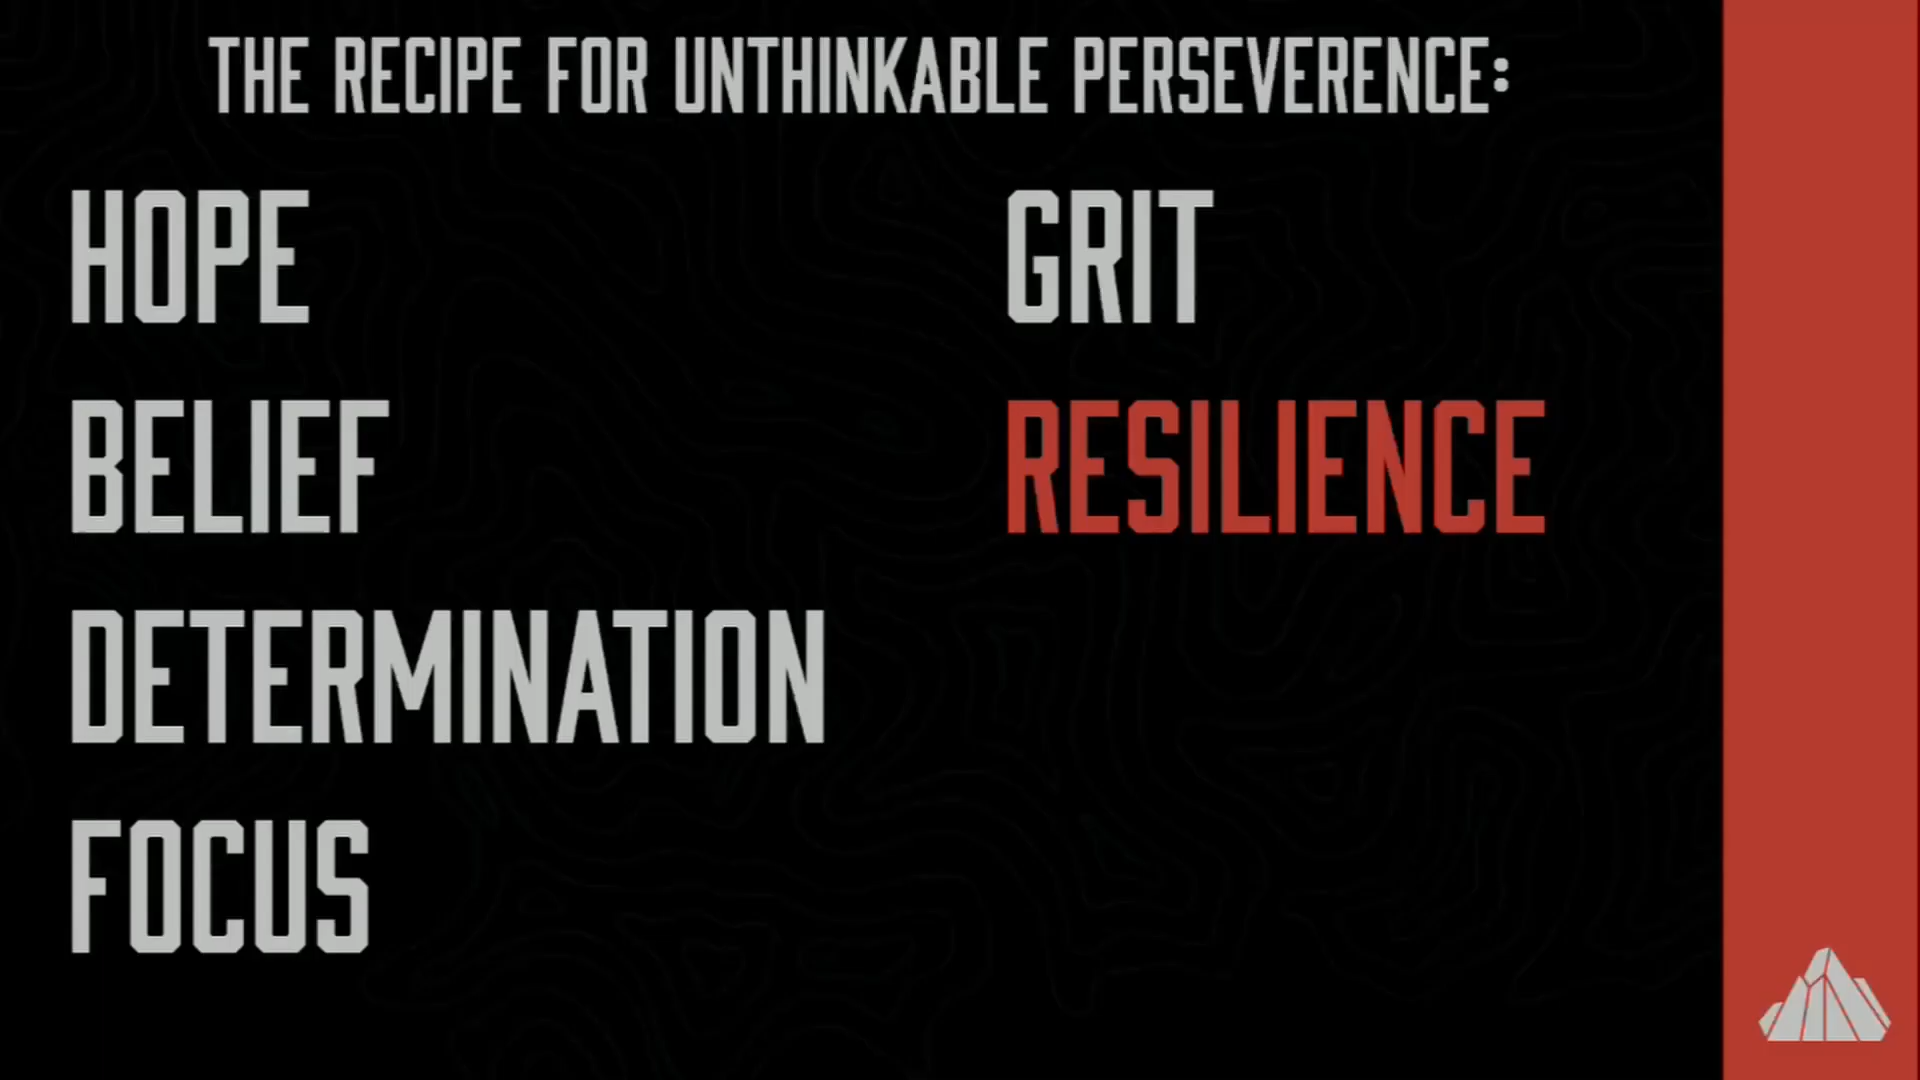 THE RECIPE FOR UNTHINKABLE PERSEVERENCE:
HOPE
BELIEF
DETERMINATION
FOCUS
GRIT
RESILIENCE